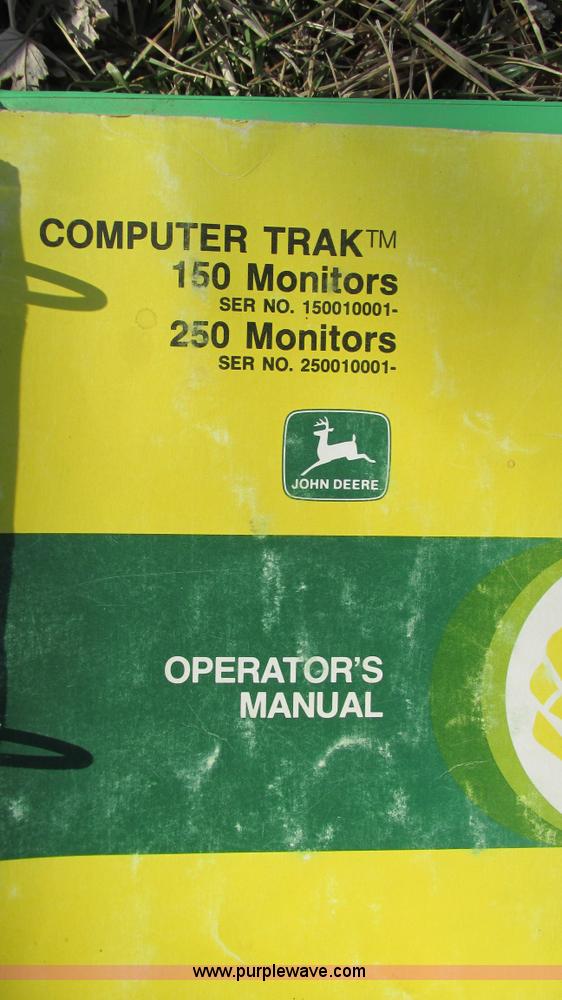 COMPUTER TRAK™
150 Monitors
SER NO. 150010001-
250 Monitors
SER NO. 250010001-
JOHN DEERE
OPERATOR'S
MANUAL
www.purplewave.com